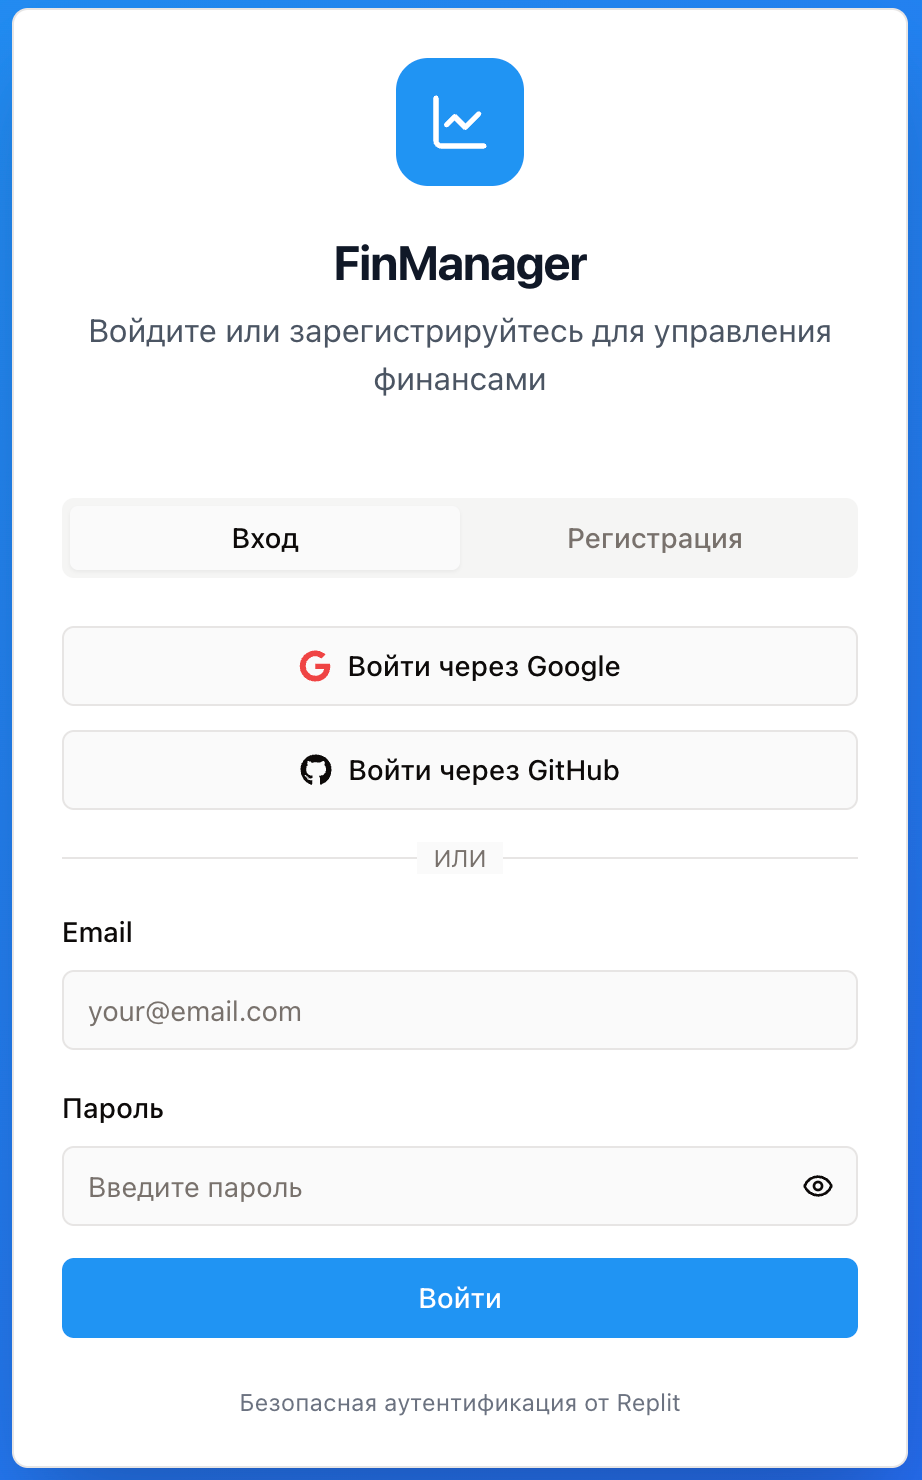 FinManager
Войдите или зарегистрируйтесь для управления
финансами
Вход
Регистрация
Войти через Google
Войти через GitHub
ИЛИ
Email
your@email.com
Пароль
Введите пароль
Войти
Безопасная аутентификация от Replit